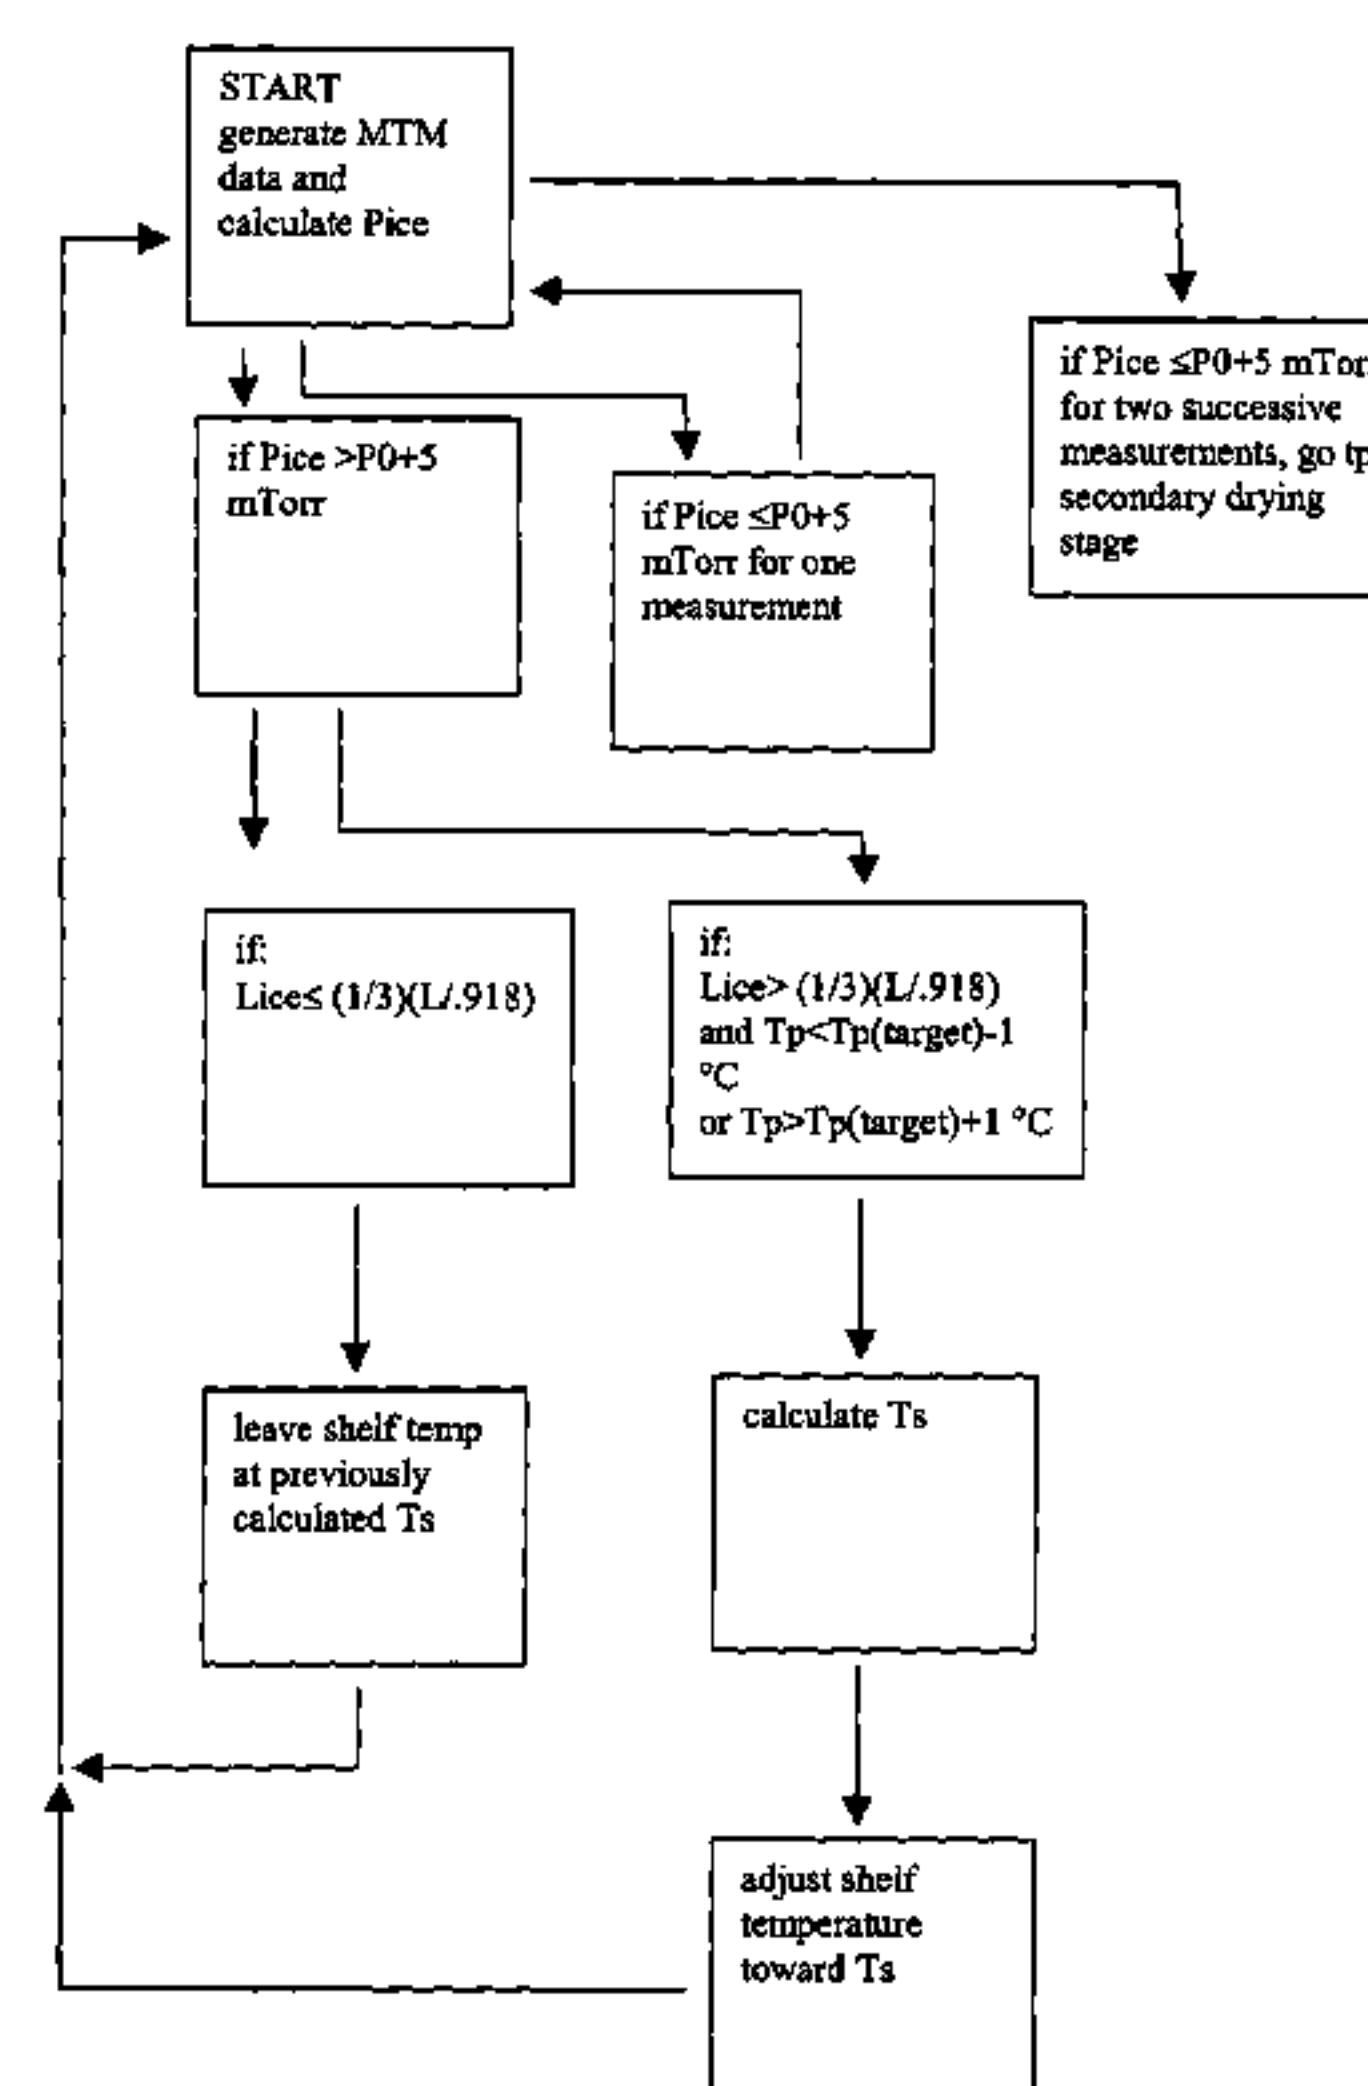 START
generate MTM
data and
calculate Pice
if Pice ≤P0+5 mTorr
for two successive
measurements, go tp
secondary drying
stage
if Pice >P0+5
mTorr
if Pice ≤P0+5
mTorr for one
measurement
if:
Lice≤ (1/3)(L/.918)
if:
Lice> (1/3)(L/.918)
and Tp<Tp(target)-1
°C
or Tp>Tp(target)+1 °C
leave shelf temp
at previously
calculated Ts
calculate Ts
adjust shelf
temperature
toward Ts